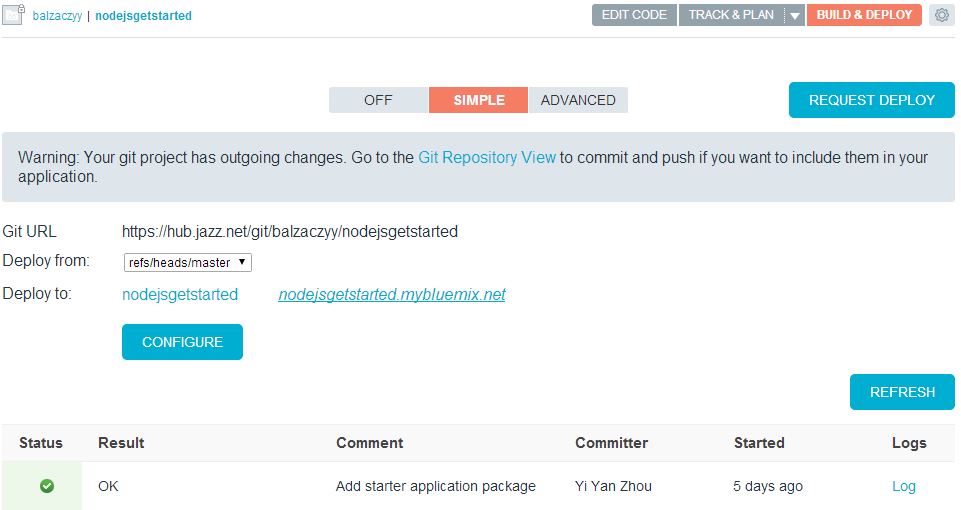 balzaczyy | nodejsgetstarted EDIT CODE TRACK & PLAN BUILD & DEPLOY
OFF SIMPLE ADVANCED REQUEST DEPLOY
Warning: Your git project has outgoing changes. Go to the Git Repository View to commit and push if you want to include them in your
application.
Git URL https://hub.jazz.net/git/balzaczyy/nodejsgetstarted
Deploy from: refs/heads/master
Deploy to: nodejsgetstarted nodejsgetstarted.mybluemix.net
CONFIGURE
REFRESH
Status Result Comment Committer Started Logs
OK Add starter application package Yi Yan Zhou 5 days ago Log